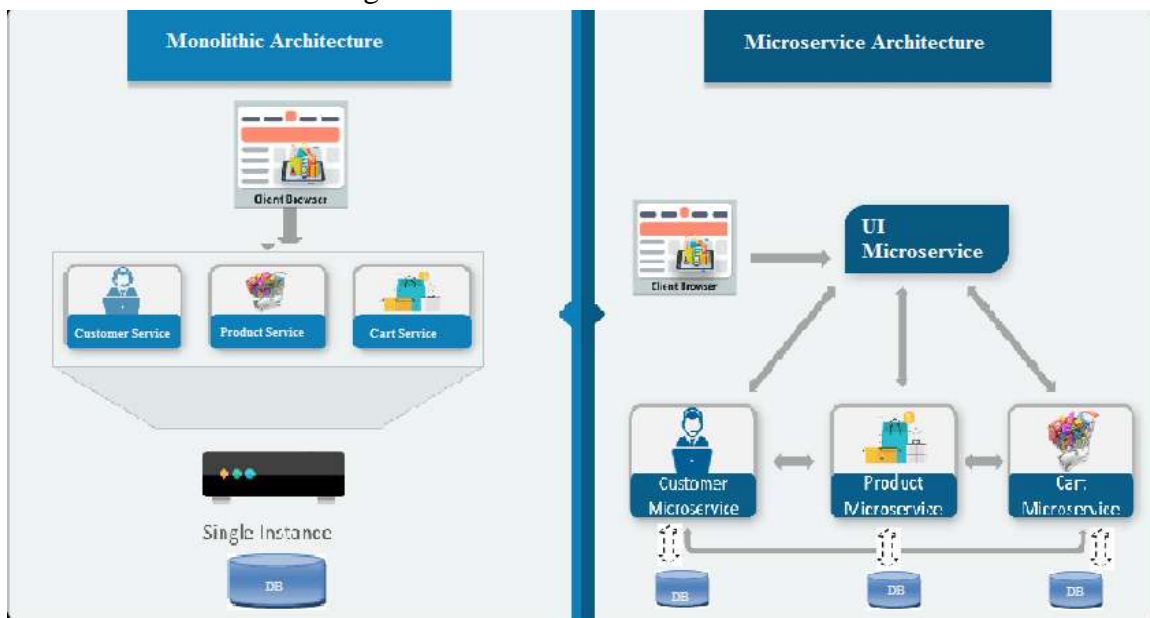 Monolithic Architecture
Client Browser
Customer Service
Product Service
Cart Service
Single Instance
DB
Microservice Architecture
Client Browser
UI
Microservice
Customer
Microservice
Product
Microservice
Cart
Microservice
DB
DB
DB